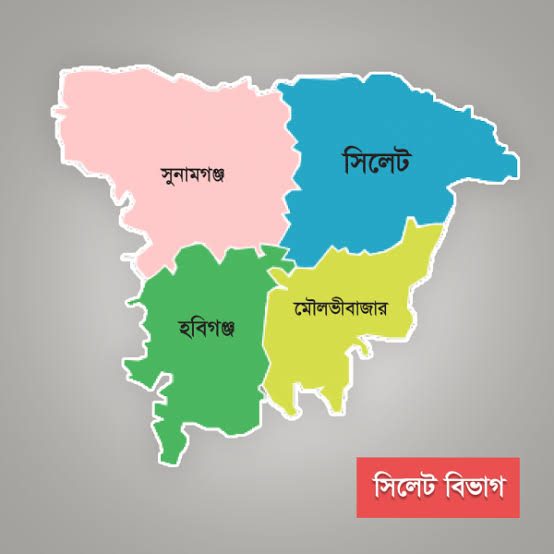 সুনামগঞ্জ
সিলেট
হবিগঞ্জ
মৌলভীবাজার
সিলেট বিভাগ